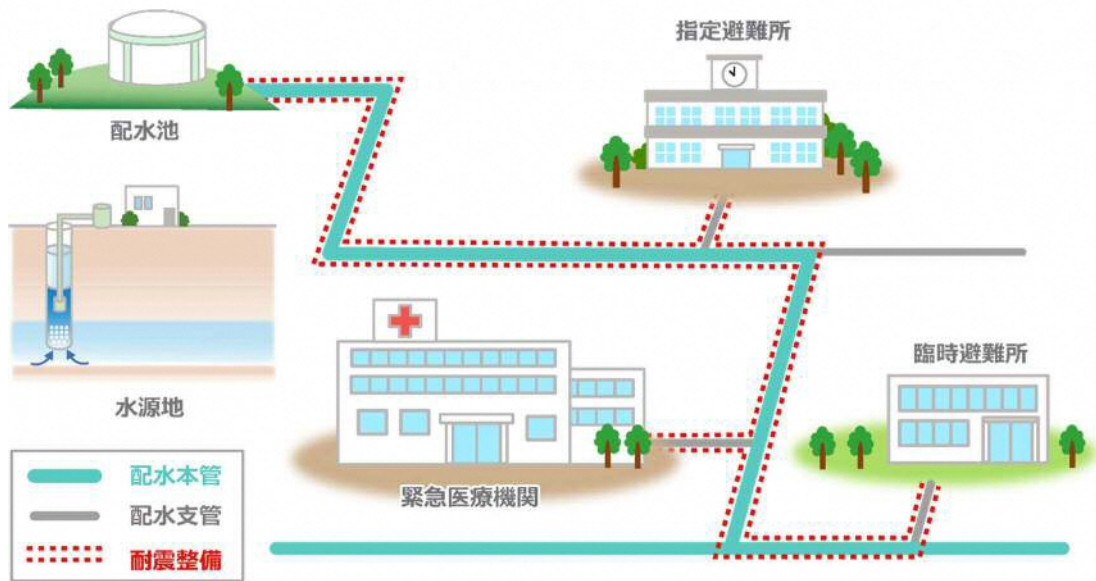 指定避難所
配水池
水源地
臨時避難所
緊急医療機関
配水本管
配水支管
耐震整備